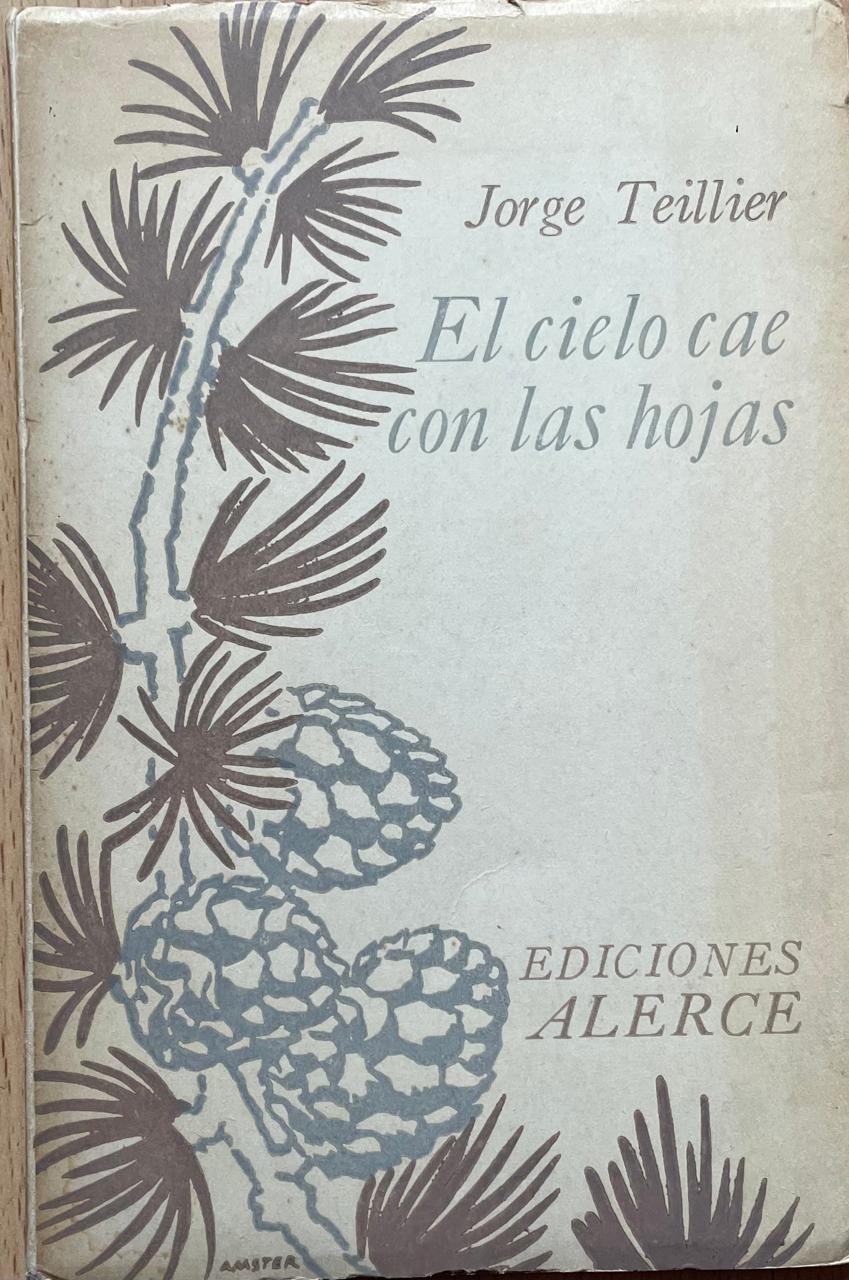 Jorge Teillier
El cielo cae
con las hojas
EDICIONES
ALERCE
AMSTER